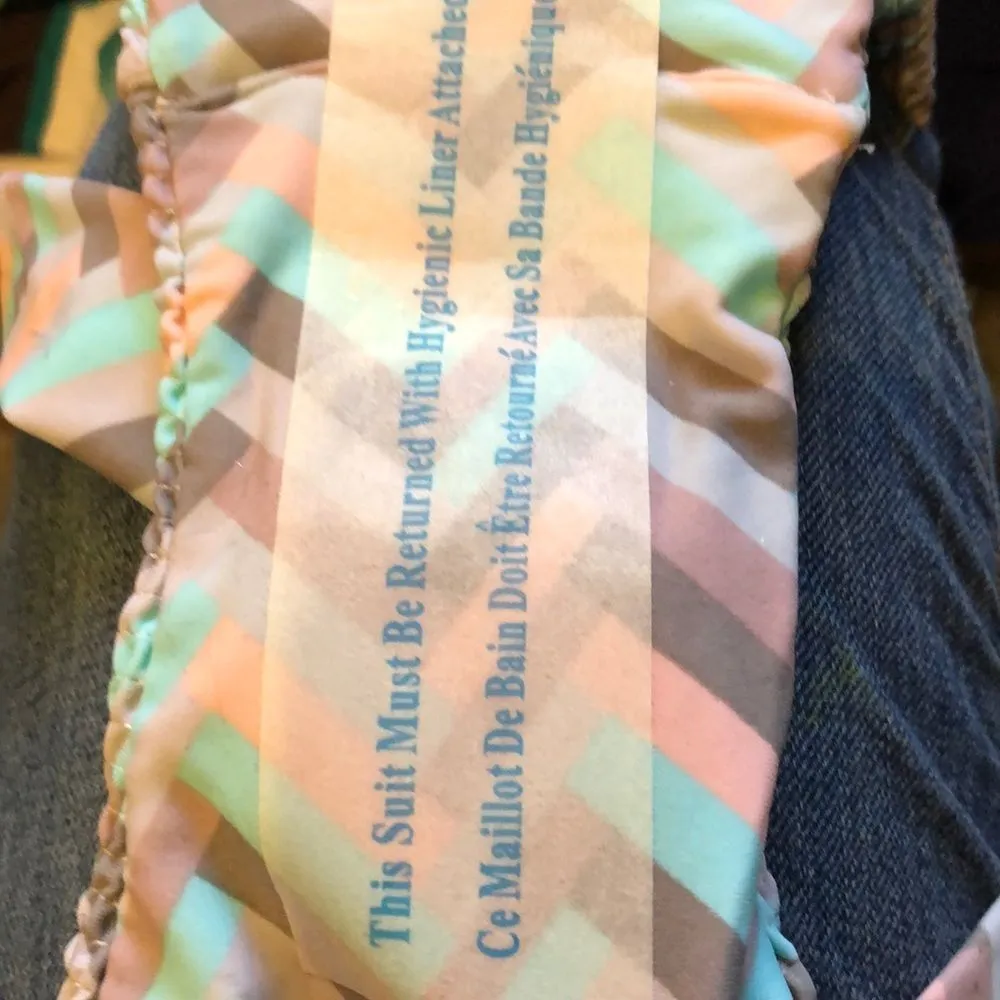 This Suit Must Be Returned With Hygienic Liner Attached
Ce Maillot De Bain Doit Être Retourné Avec Sa Bande Hygiénique